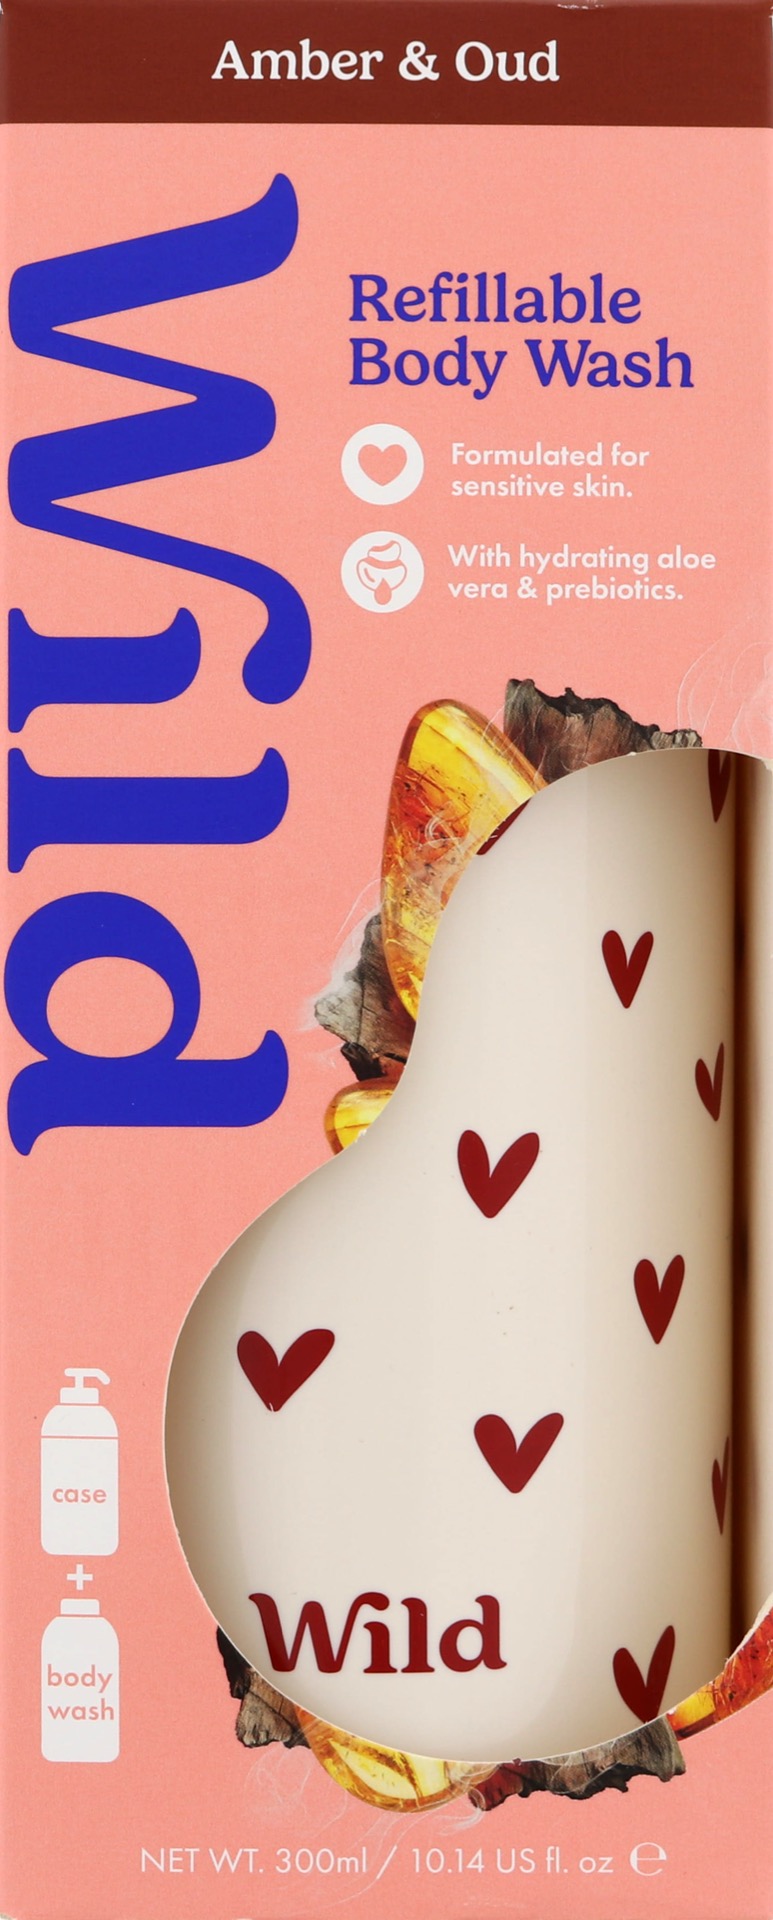 Amber & Oud
Wild
Refillable
Body Wash
Formulated for
sensitive skin.
With hydrating aloe
vera & prebiotics.
case
+
body
wash
Wild
NET WT. 300ml / 10.14 US fl. oz ℮